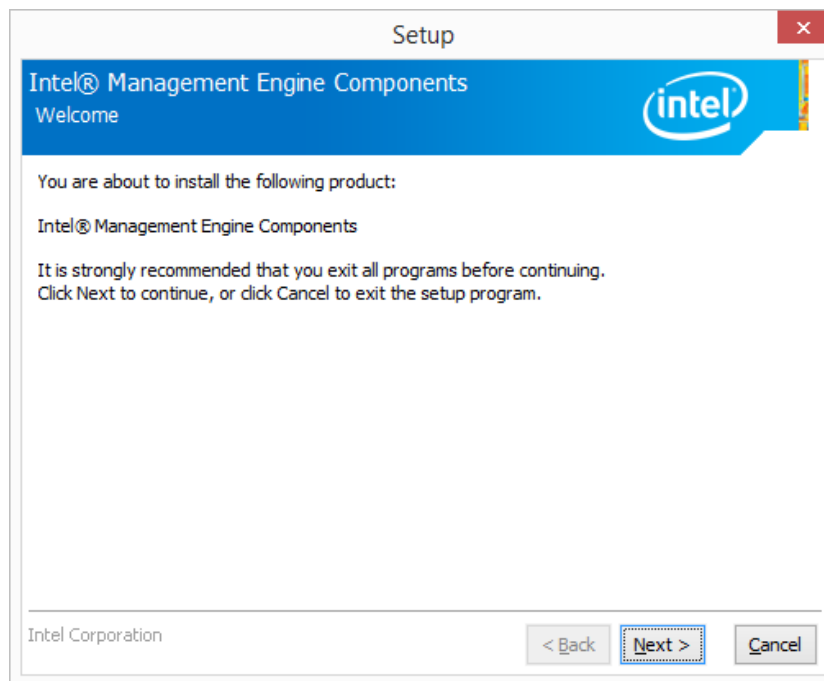 Setup
Intel® Management Engine Components
Welcome
intel®
You are about to install the following product:
Intel® Management Engine Components
It is strongly recommended that you exit all programs before continuing.
Click Next to continue, or click Cancel to exit the setup program.
Intel Corporation
< Back
Next >
Cancel